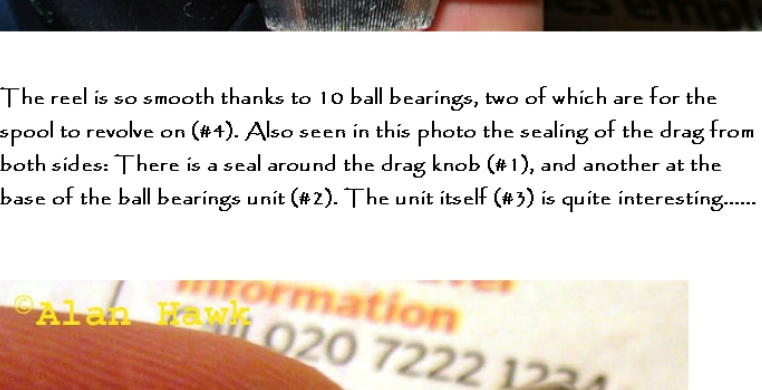 The reel is so smooth thanks to 10 ball bearings, two of which are for the
spool to revolve on (#4). Also seen in this photo the sealing of the drag from
both sides: There is a seal around the drag knob (#1), and another at the
base of the ball bearings unit (#2). The unit itself (#3) is quite interesting......
©Alan Hawk
information
020 7222 1234